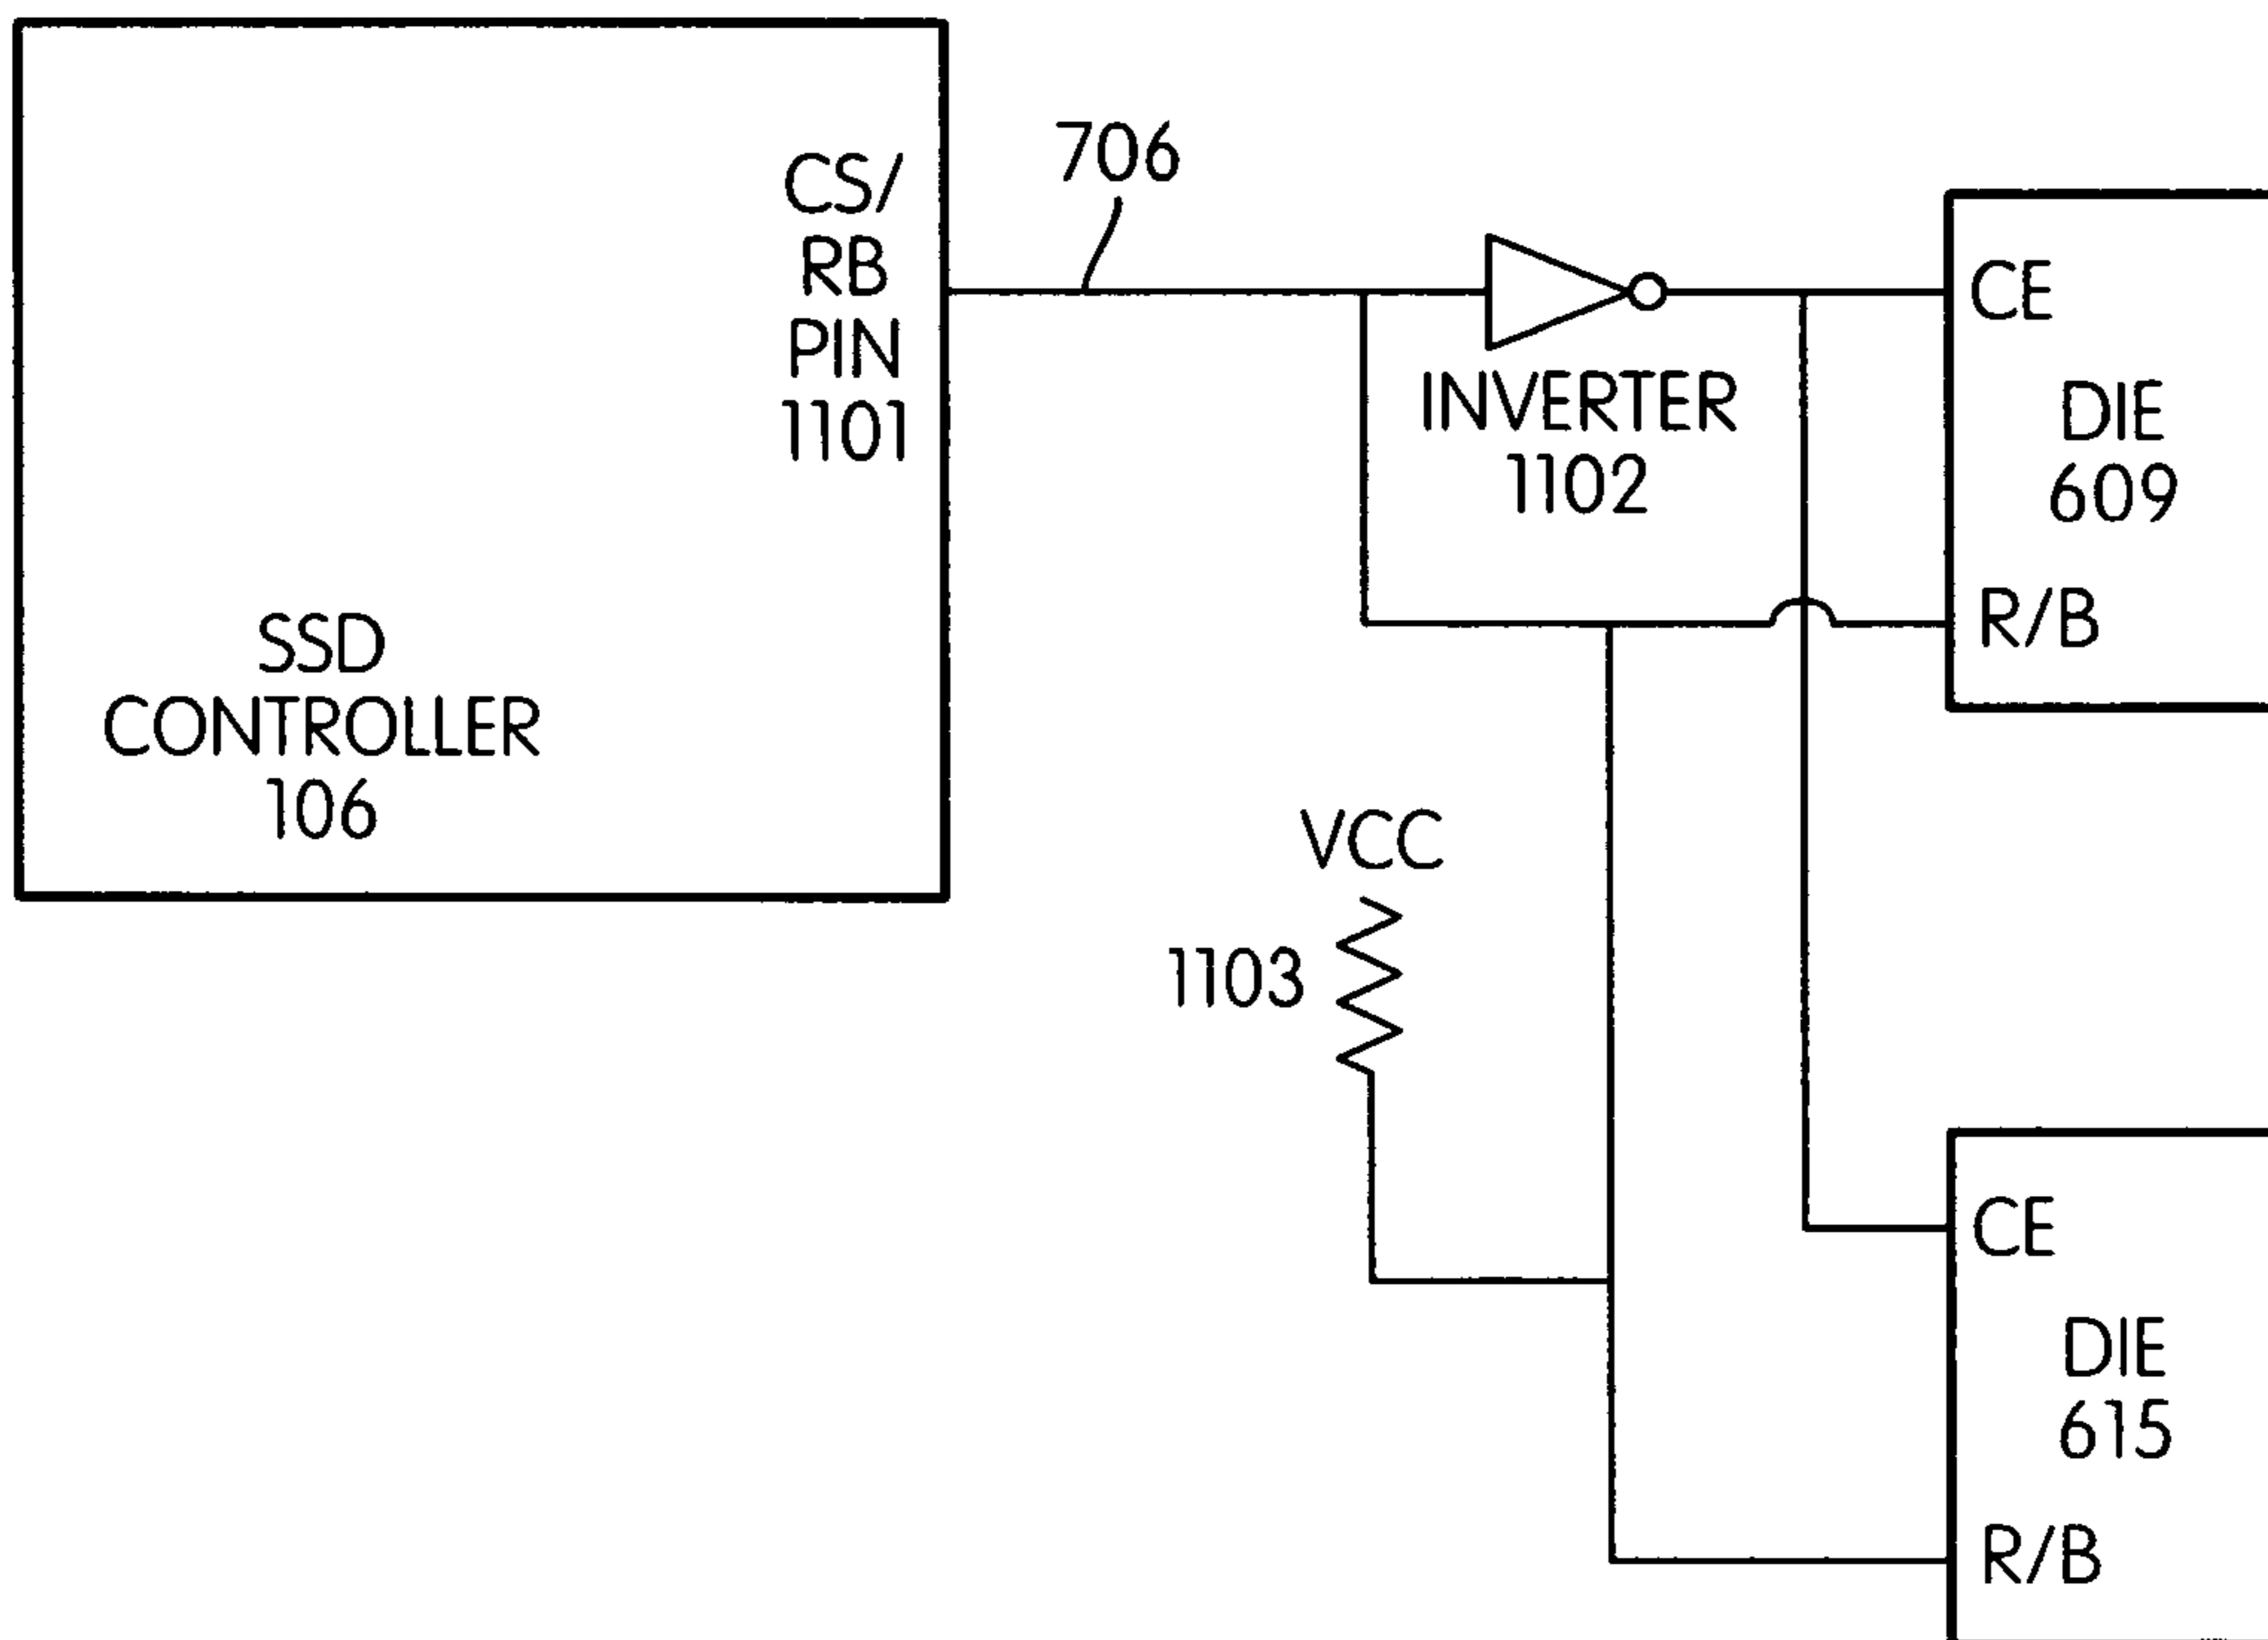 CS/
RB
PIN
1101
SSD
CONTROLLER
106
706
INVERTER
1102
VCC
1103
CE
DIE
609
R/B
CE
DIE
615
R/B